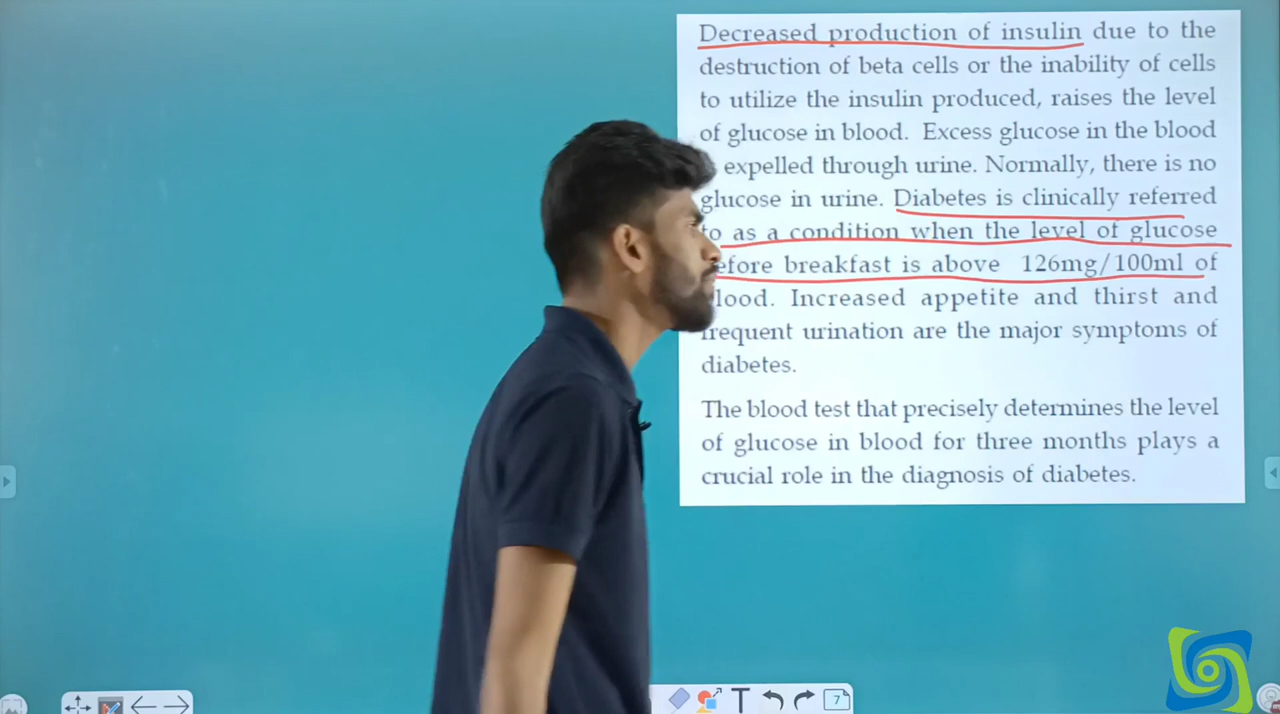 Decreased production of insulin due to the
destruction of beta cells or the inability of cells
to utilize the insulin produced, raises the level
of glucose in blood. Excess glucose in the blood
expelled through urine. Normally, there is no
glucose in urine. Diabetes is clinically referred
to as a condition when the level of glucose
efore breakfast is above 126mg/100ml of
lood. Increased appetite and thirst and
frequent urination are the major symptoms of
diabetes.
The blood test that precisely determines the level
of glucose in blood for three months plays a
crucial role in the diagnosis of diabetes.
T
7